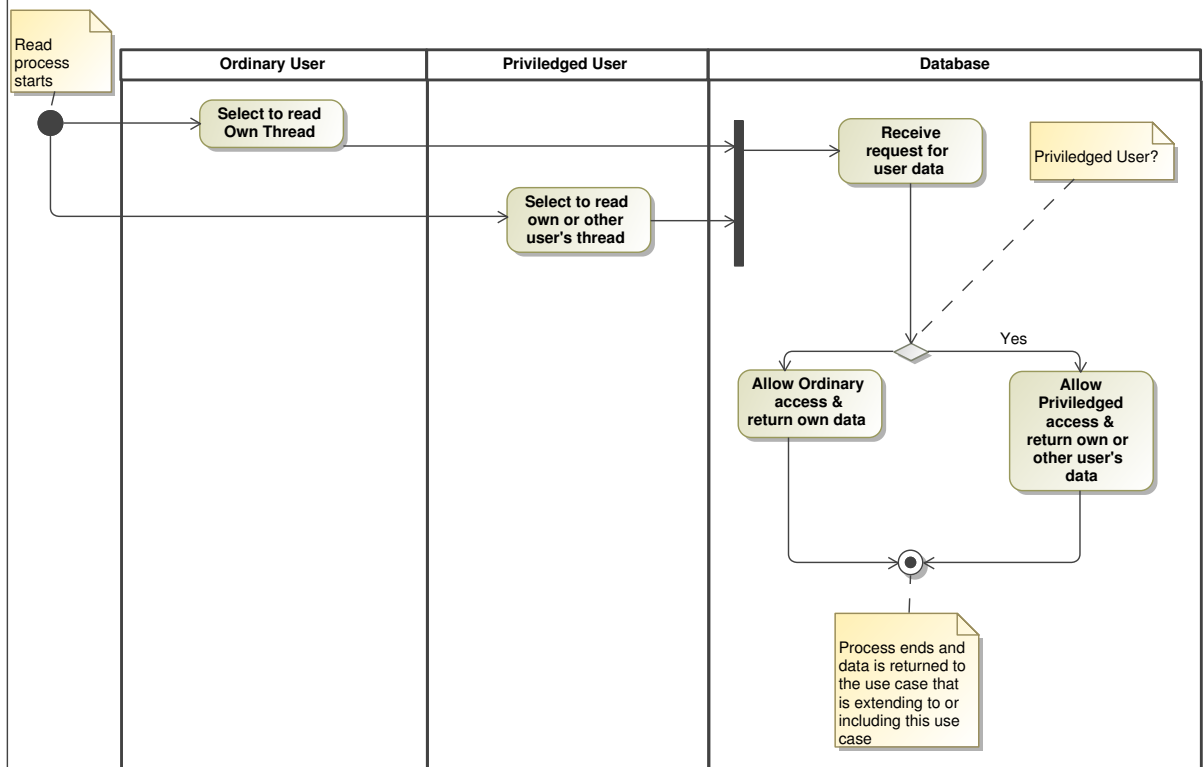 Read
process
starts
Ordinary User
Priviledged User
Database
Select to read
Own Thread
Select to read
own or other
user's thread
Receive
request for
user data
Priviledged User?
Yes
Allow Ordinary
access &
return own data
Allow
Priviledged
access &
return own or
other user's
data
Process ends and
data is returned to
the use case that
is extending to or
including this use
case